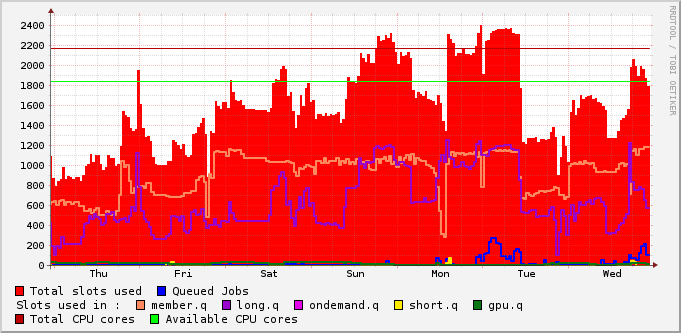 2400
2200
2000
1800
1600
1400
1200
1000
800
600
400
200
0
Thu Fri Sat Sun Mon Tue Wed
RRDTOOL / TOBI OETIKER
Total slots used Queued Jobs
Slots used in : member.q long.q ondemand.q short.q gpu.q
Total CPU cores Available CPU cores